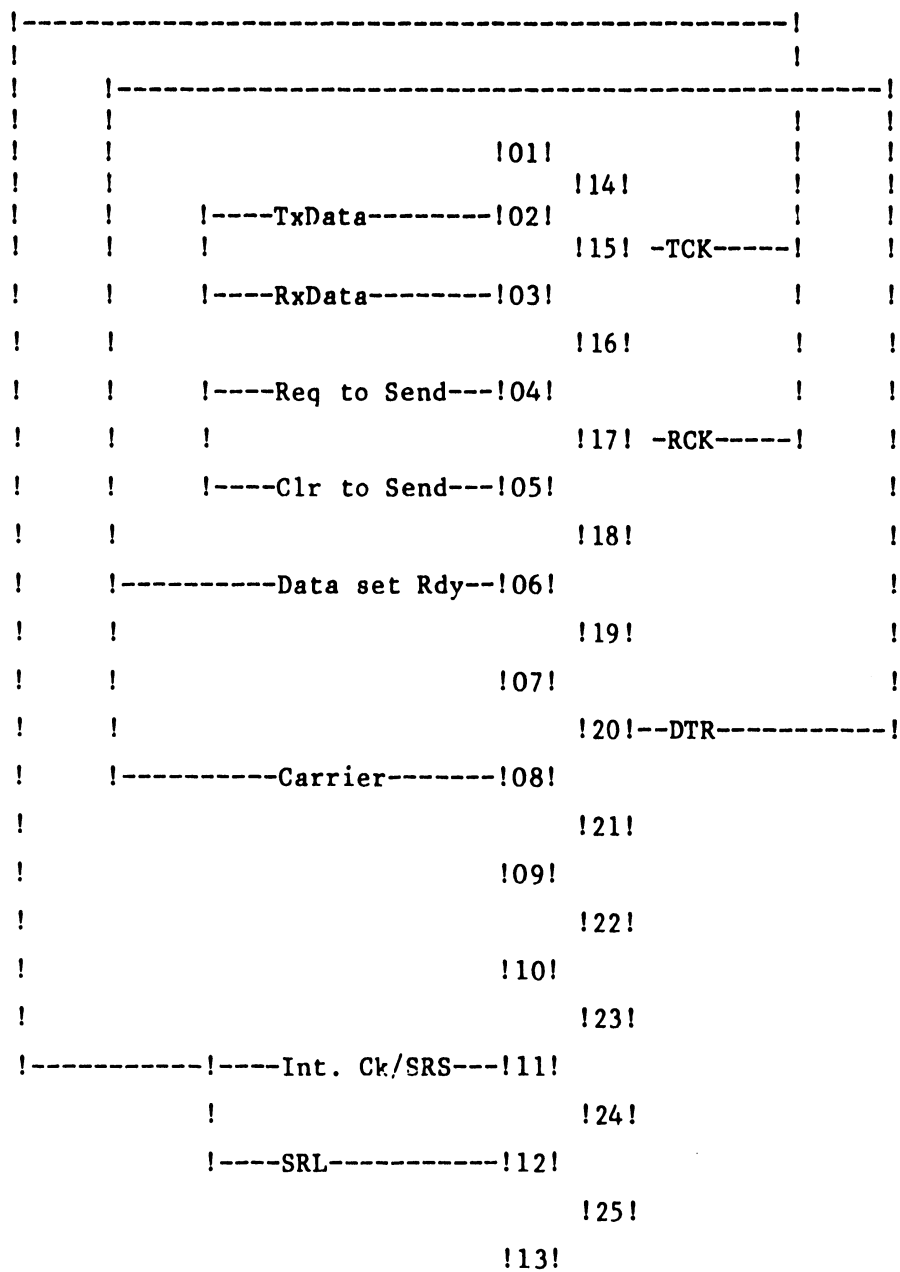 !-------------------------------------------------!
!                                                 !
!     !-------------------------------------------------!
!     !                                           !     !
!     !                        !01!               !     !
!     !                             !14!          !     !
!     !     !----TxData--------!02!               !     !
!     !     !                       !15! -TCK-----!     !
!     !     !----RxData--------!03!               !     !
!     !                             !16!          !     !
!     !     !----Req to Send---!04!               !     !
!     !     !                       !17! -RCK-----!     !
!     !     !----Clr to Send---!05!                     !
!     !                             !18!                !
!     !----------Data set Rdy--!06!                     !
!     !                             !19!                !
!     !                        !07!                     !
!     !                             !20!--DTR-----------!
!     !----------Carrier-------!08!
!                                   !21!
!                              !09!
!                                   !22!
!                              !10!
!                                   !23!
!-----------!----Int. Ck/SRS---!11!
            !                       !24!
            !----SRL-----------!12!
                                    !25!
                               !13!